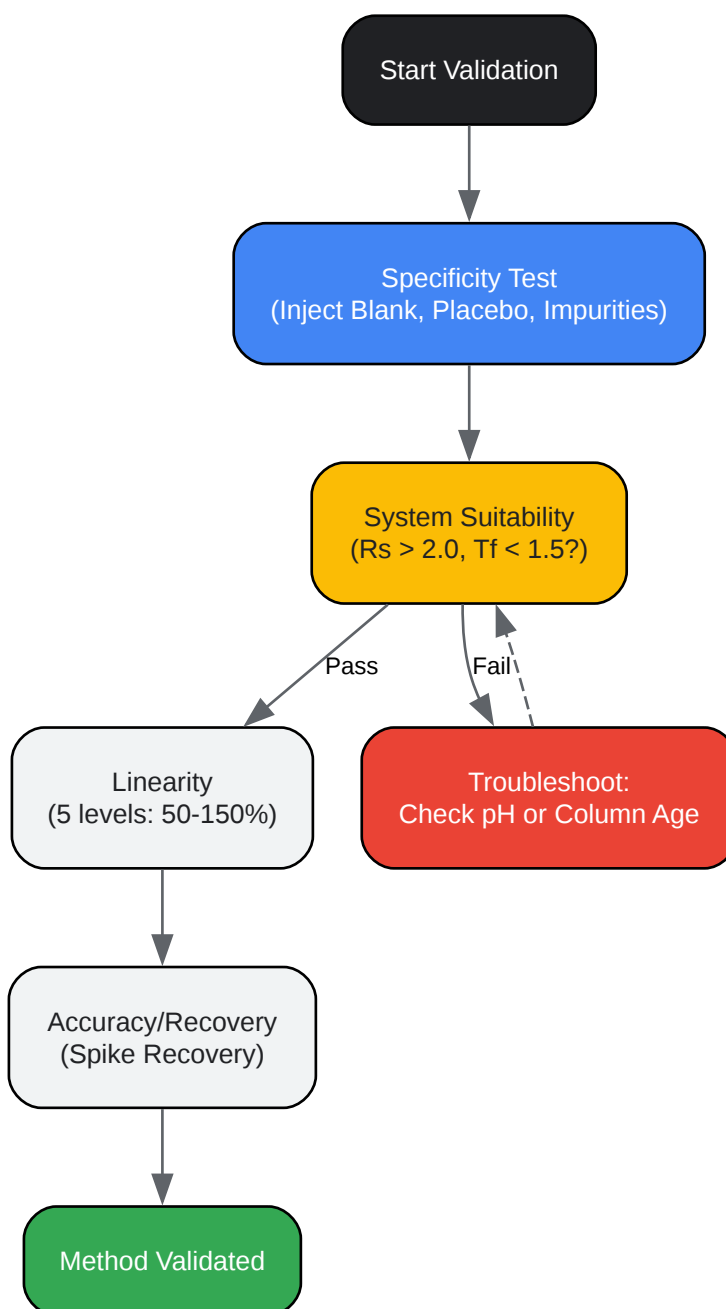 Start Validation
Specificity Test
(Inject Blank, Placebo, Impurities)
System Suitability
(Rs > 2.0, Tf < 1.5?)
Pass
Fail
Linearity
(5 levels: 50-150%)
Troubleshoot:
Check pH or Column Age
Accuracy/Recovery
(Spike Recovery)
Method Validated